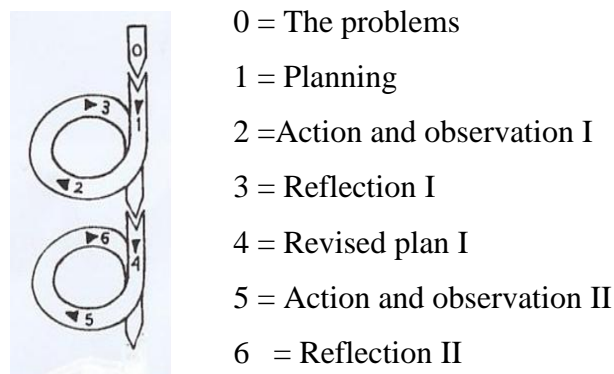 0 = The problems
0
1 = Planning
3
1
2 =Action and observation I
2
3 = Reflection I
4 = Revised plan I
6
4
5 = Action and observation II
5
6 = Reflection II